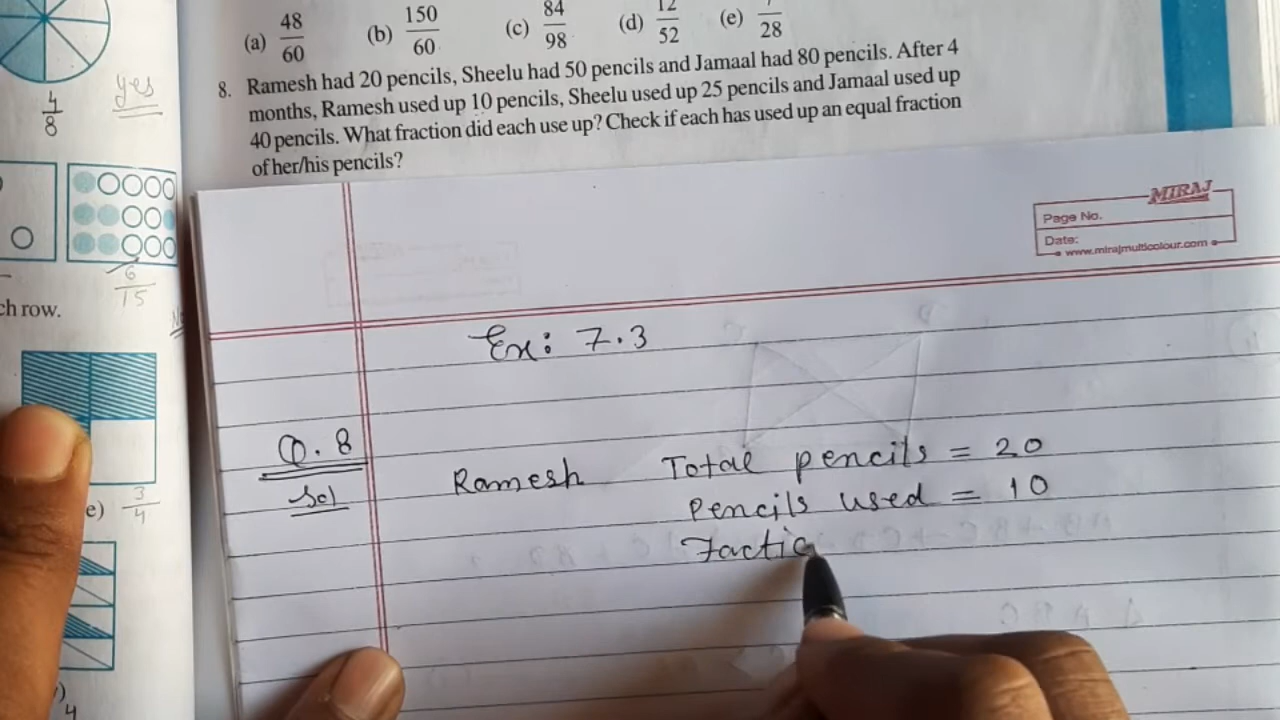 (a) 48/60 (b) 150/60 (c) 84/98 (d) 12/52 (e) 7/28
8. Ramesh had 20 pencils, Sheelu had 50 pencils and Jamaal had 80 pencils. After 4
months, Ramesh used up 10 pencils, Sheelu used up 25 pencils and Jamaal used up
40 pencils. What fraction did each use up? Check if each has used up an equal fraction
of her/his pencils?
4/8
yes
6/15
ch row.
e) 3/4
4
MIRAJ
Page No.
Date:
www.mirajmulticolour.com
Ex: 7.3
Q. 8
Sol
Ramesh Total pencils = 20
Pencils used = 10
Factio